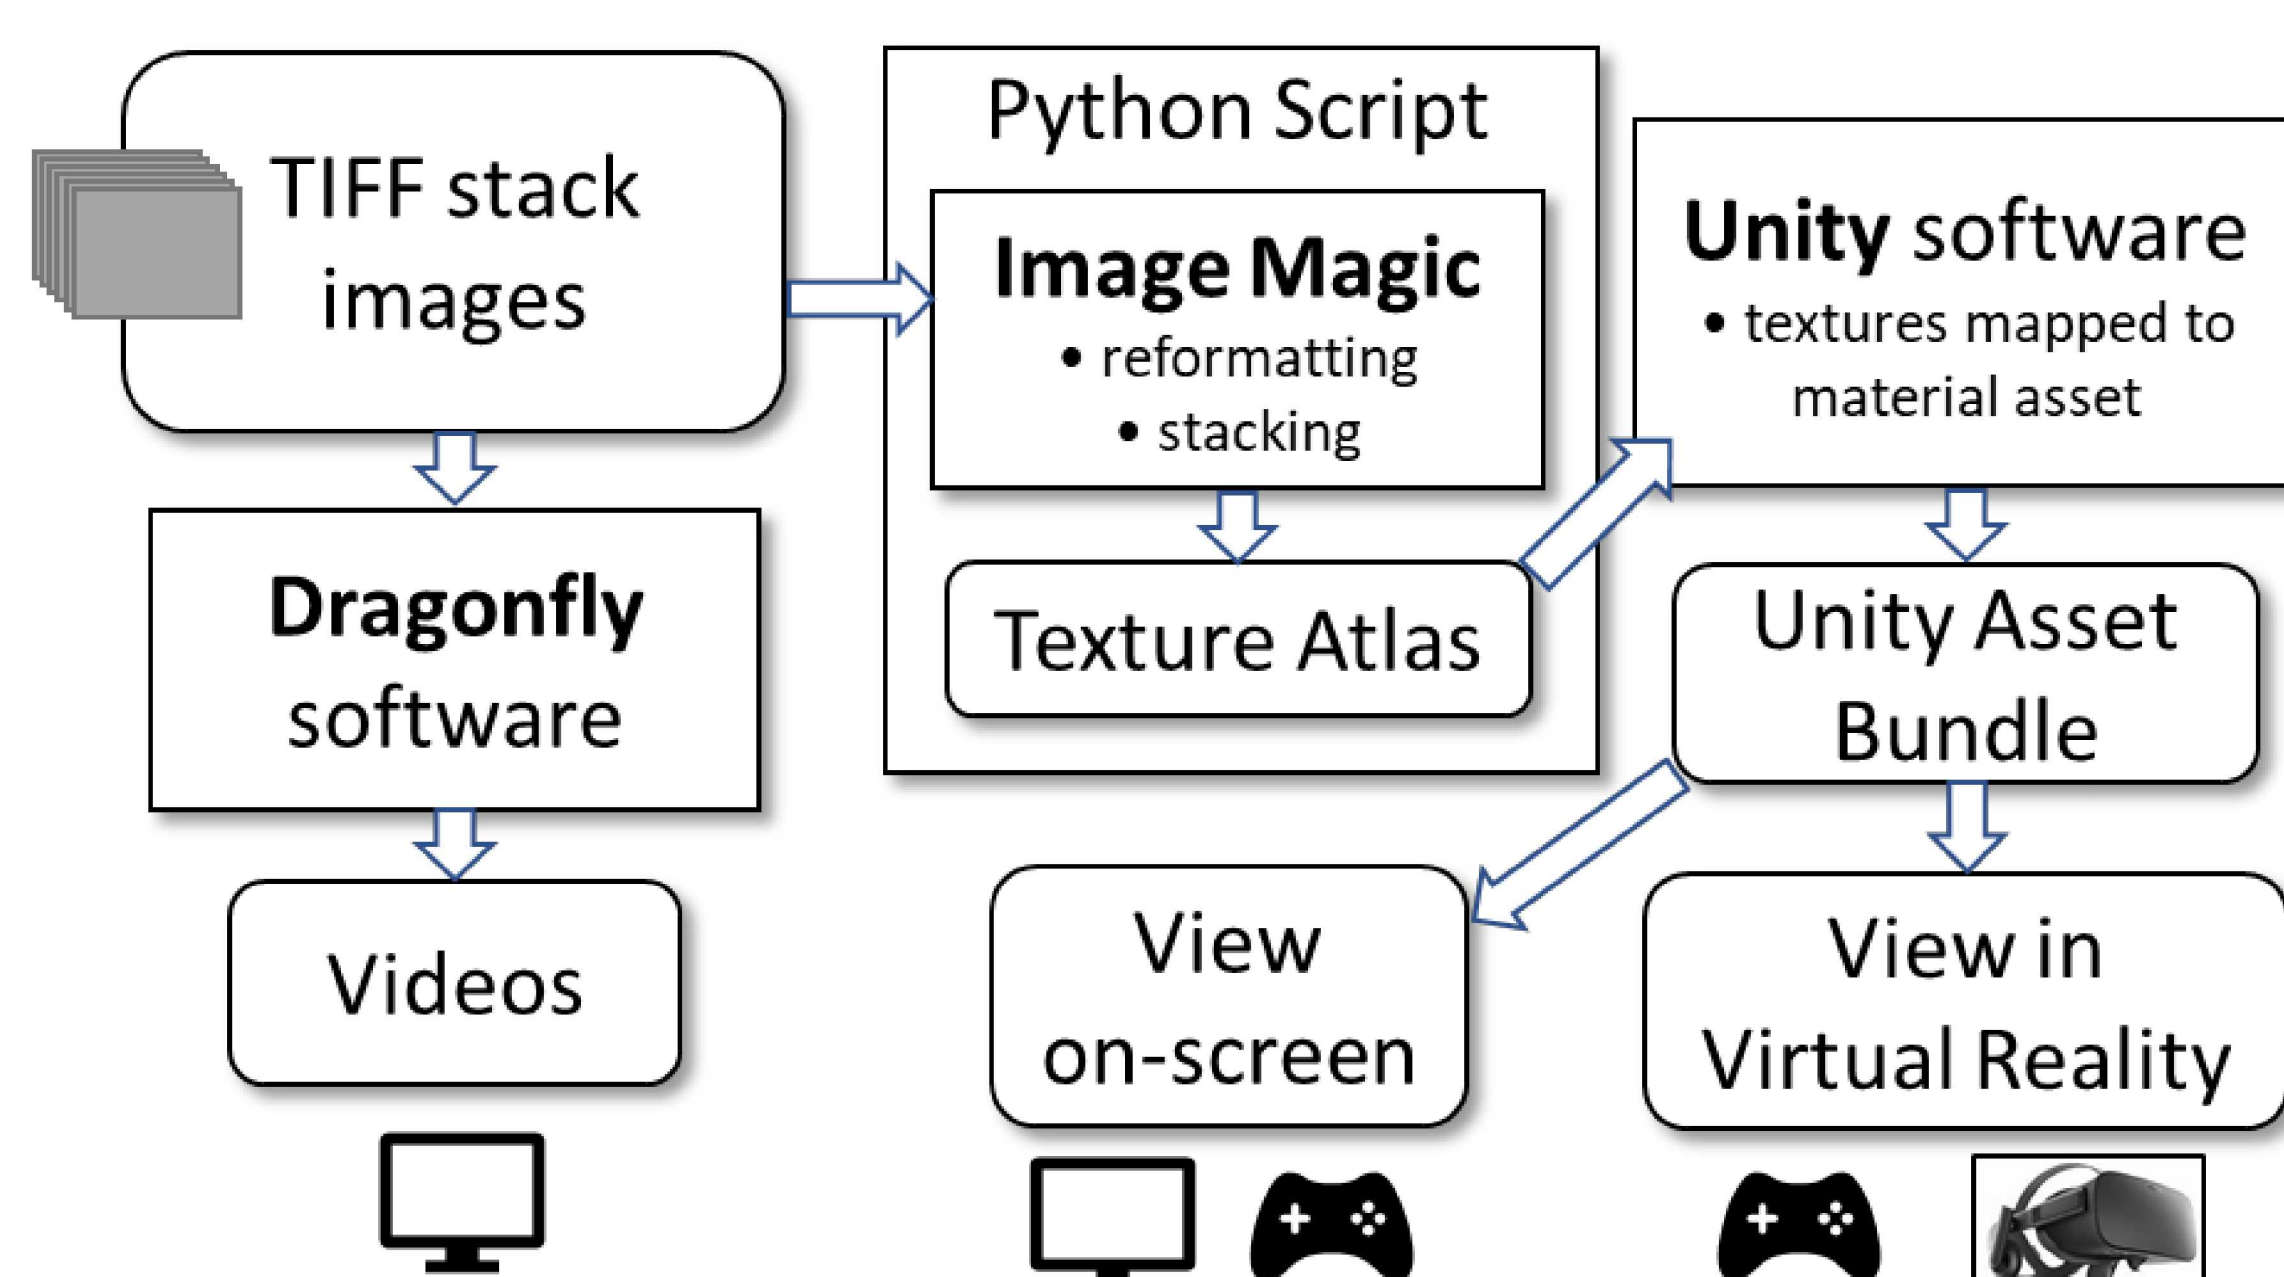 TIFF stack
images
Dragonfly
software
Videos
Python Script
Image Magic
• reformatting
• stacking
Texture Atlas
Unity software
• textures mapped to
material asset
Unity Asset
Bundle
View
on-screen
View in
Virtual Reality